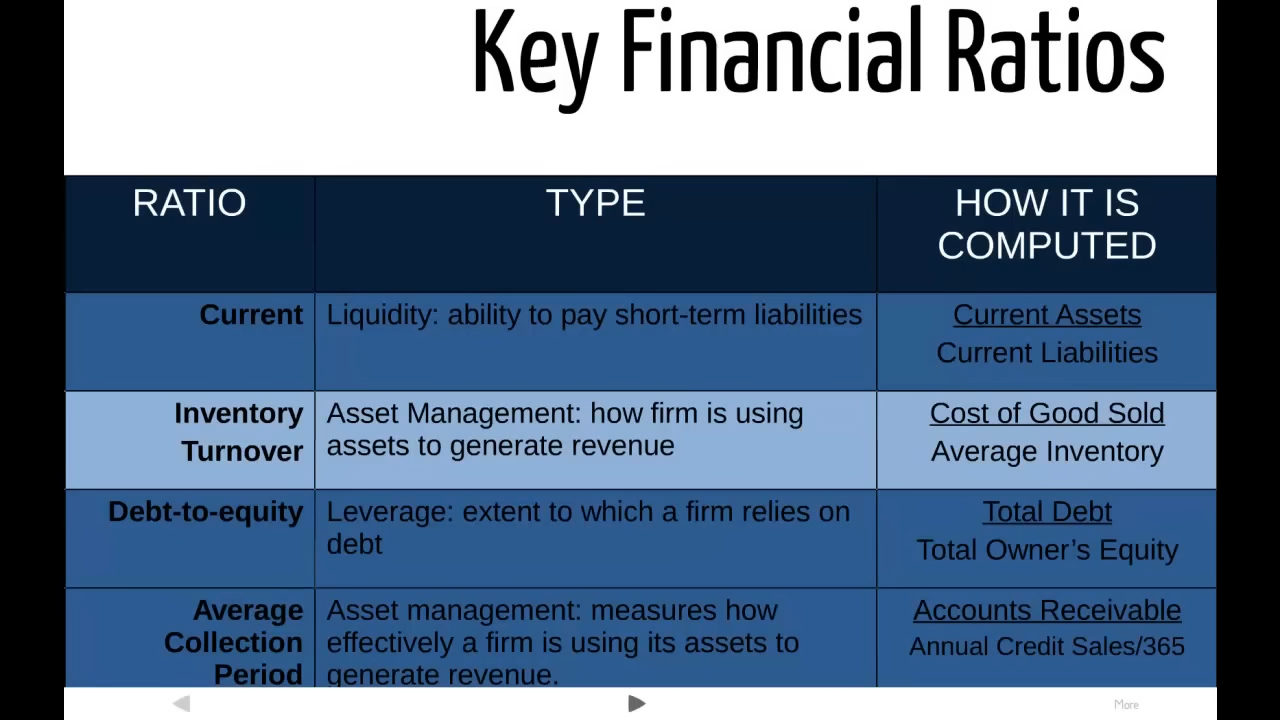 Key Financial Ratios
RATIO
TYPE
HOW IT IS
COMPUTED
Current
Liquidity: ability to pay short-term liabilities
Current Assets
Current Liabilities
Inventory
Turnover
Asset Management: how firm is using
assets to generate revenue
Cost of Good Sold
Average Inventory
Debt-to-equity
Leverage: extent to which a firm relies on
debt
Total Debt
Total Owner’s Equity
Average
Collection
Period
Asset management: measures how
effectively a firm is using its assets to
generate revenue.
Accounts Receivable
Annual Credit Sales/365
More